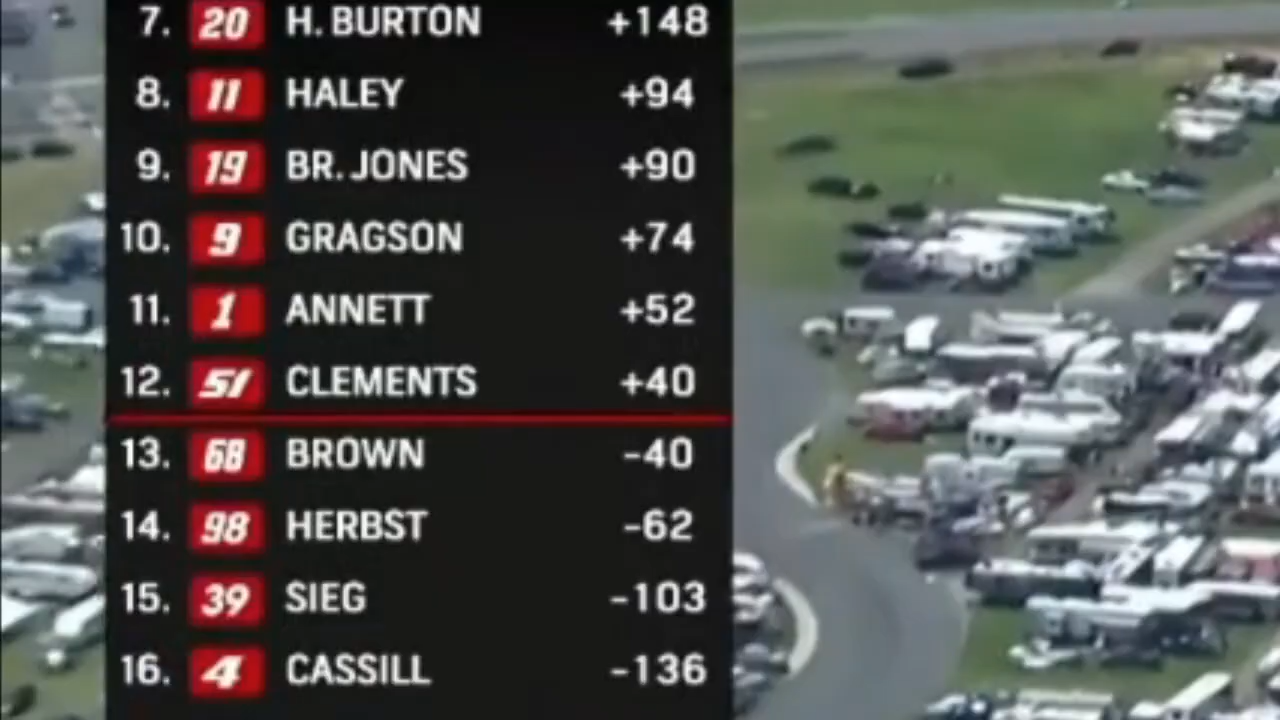 7. 20 H. BURTON +148
8. 11 HALEY +94
9. 19 BR. JONES +90
10. 9 GRAGSON +74
11. 1 ANNETT +52
12. 51 CLEMENTS +40
13. 68 BROWN -40
14. 98 HERBST -62
15. 39 SIEG -103
16. 4 CASSILL -136